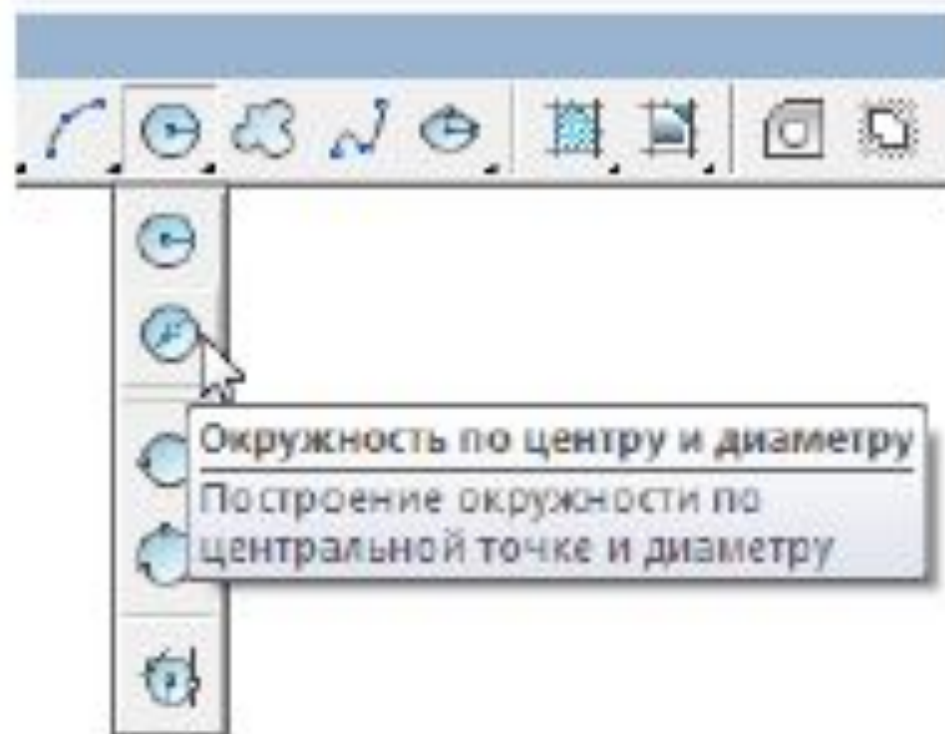 Окружность по центру и диаметру
Построение окружности по
центральной точке и диаметру